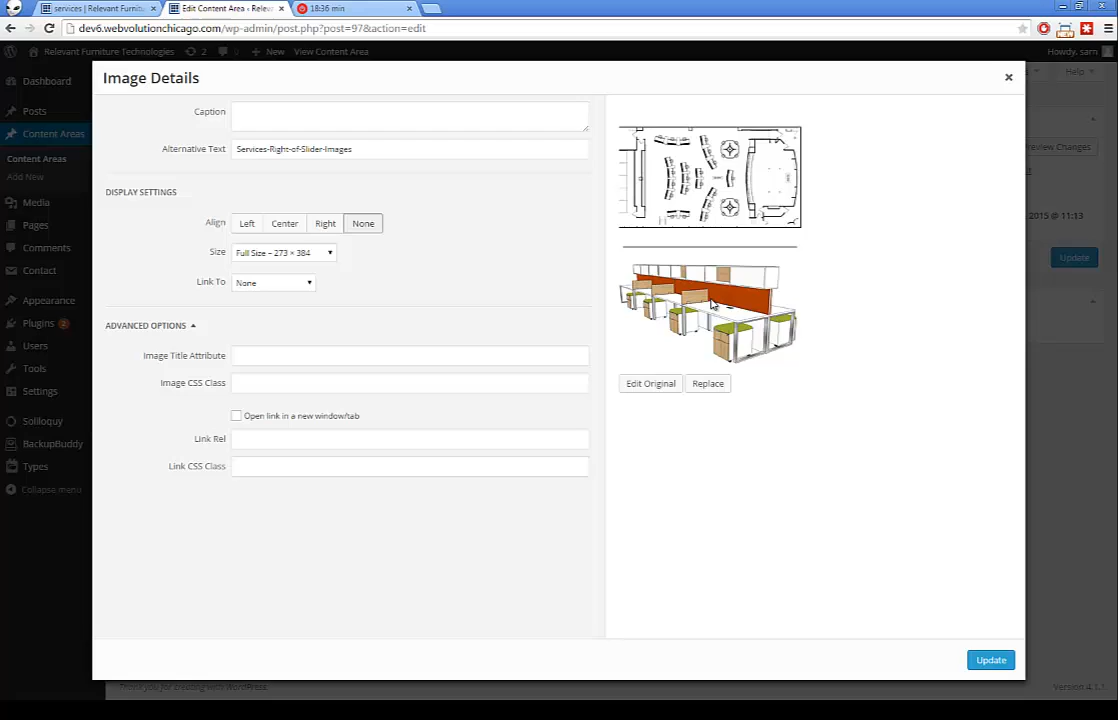 services | Relevant Furnitu
Edit Content Area ‹ Relev
18:36 min
dev6.webvolutionchicago.com/wp-admin/post.php?post=97&action=edit
Relevant Furniture Technologies
2
New
View Content Area
Howdy, sam
Image Details
Help
Dashboard
Posts
Content Areas
Content Areas
Add New
Media
Pages
Comments
Contact
Appearance
Plugins 2
Users
Tools
Settings
Soliloquy
BackupBuddy
Types
Collapse menu
Caption
Alternative Text
Services-Right-of-Slider-Images
DISPLAY SETTINGS
Align
Left
Center
Right
None
Size
Full Size – 273 × 384
Link To
None
ADVANCED OPTIONS
Image Title Attribute
Image CSS Class
Open link in a new window/tab
Link Rel
Link CSS Class
Edit Original
Replace
Preview Changes
2015 @ 11:13
Update
Update
Thank you for creating with WordPress.
Version 4.1.1